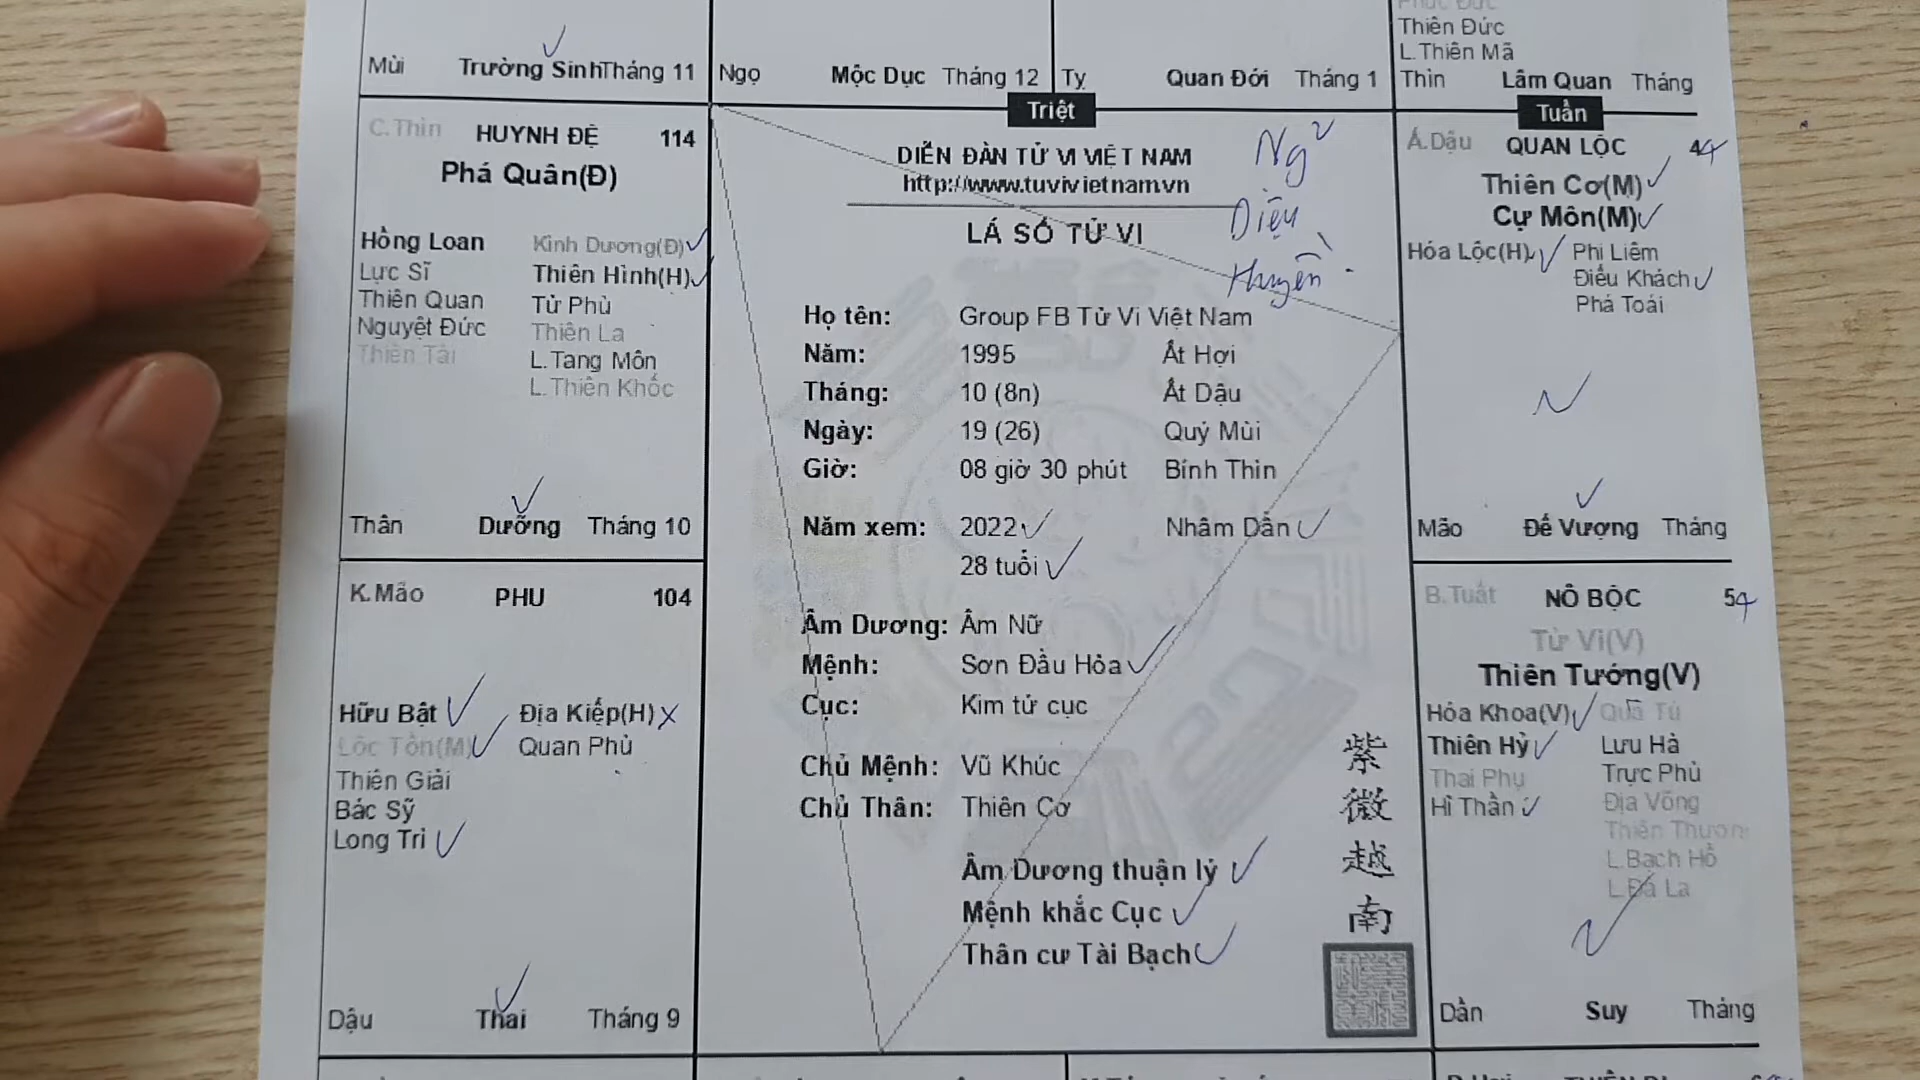 Thiên Đức
L.Thiên Mã
Mùi Trường Sinh Tháng 11
Ngọ Mộc Dục Tháng 12
Tỵ Quan Đới Tháng 1
Thìn Lâm Quan Tháng
Triệt
Tuần
C.Thìn HUYNH ĐỆ 114
Phá Quân(Đ)
Hồng Loan Kình Dương(Đ)
Lực Sĩ Thiên Hình(H)
Thiên Quan Tử Phù
Nguyệt Đức Thiên La
Thiên Tài L.Tang Môn
L.Thiên Khốc
Thân Dưỡng Tháng 10
K.Mão PHU 104
Hữu Bật Địa Kiếp(H)
Lộc Tồn(M) Quan Phù
Thiên Giải
Bác Sỹ
Long Trì
Dậu Thai Tháng 9
DIỄN ĐÀN TỬ VI VIỆT NAM
http://www.tuvivietnam.vn
LÁ SỐ TỬ VI
Ng
Diệu
Huyền
Họ tên: Group FB Tử Vi Việt Nam
Năm: 1995 Ất Hợi
Tháng: 10 (8n) Ất Dậu
Ngày: 19 (26) Quý Mùi
Giờ: 08 giờ 30 phút Bính Thìn
Năm xem: 2022 Nhâm Dần
28 tuổi
Âm Dương: Âm Nữ
Mệnh: Sơn Đầu Hỏa
Cục: Kim tứ cục
Chủ Mệnh: Vũ Khúc
Chủ Thân: Thiên Cơ
Âm Dương thuận lý
Mệnh khắc Cục
Thân cư Tài Bạch
紫
微
越
南
Á.Dậu QUAN LỘC 44
Thiên Cơ(M)
Cự Môn(M)
Hóa Lộc(H) Phi Liêm
Điếu Khách
Phá Toái
Mão Đế Vượng Tháng
B.Tuất NÔ BỘC 54
Tử Vi(V)
Thiên Tướng(V)
Hóa Khoa(V) Quả Tú
Thiên Hỷ Lưu Hà
Thai Phụ Trực Phù
Hỉ Thần Địa Võng
Thiên Thươn
L.Bạch Hổ
L.Đà La
Dần Suy Tháng